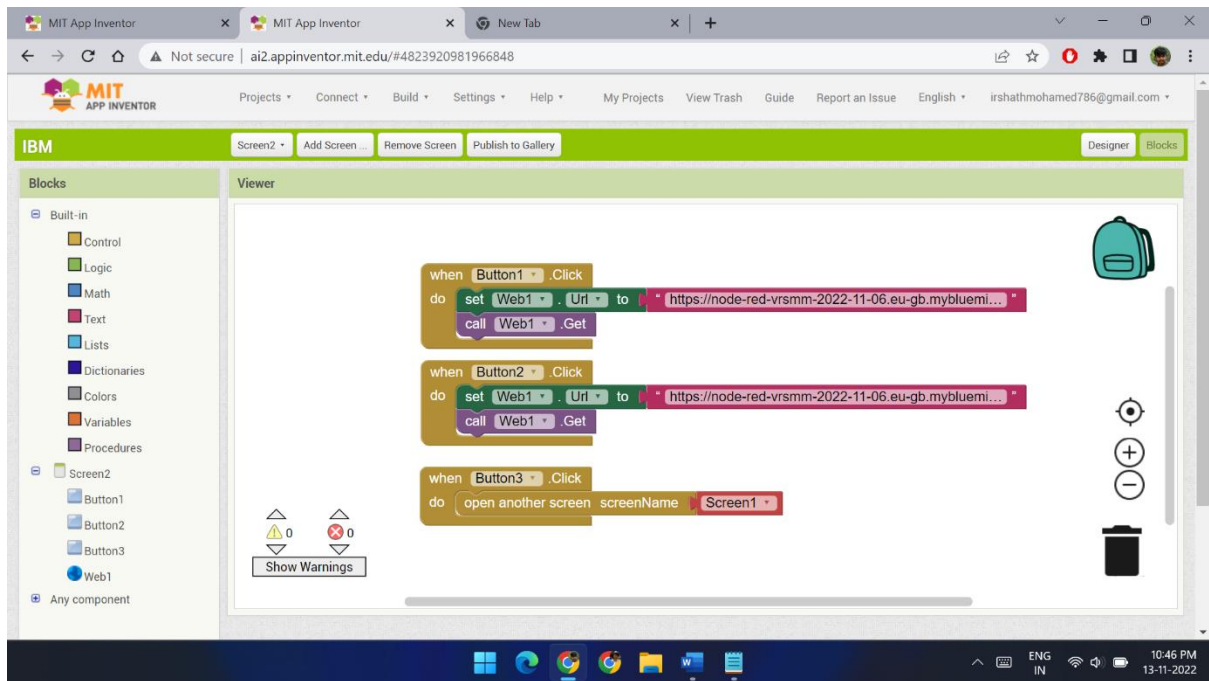 MIT App Inventor
MIT App Inventor
New Tab
Not secure | ai2.appinventor.mit.edu/#4823920981966848
MIT
APP INVENTOR
Projects Connect Build Settings Help My Projects View Trash Guide Report an Issue English irshathmohamed786@gmail.com
IBM Screen2 Add Screen ... Remove Screen Publish to Gallery Designer Blocks
Blocks
Viewer
Built-in
Control
Logic
Math
Text
Lists
Dictionaries
Colors
Variables
Procedures
Screen2
Button1
Button2
Button3
Web1
Any component
when Button1 .Click
do set Web1 . Url to " https://node-red-vrsmm-2022-11-06.eu-gb.mybluemi... "
call Web1 .Get
when Button2 .Click
do set Web1 . Url to " https://node-red-vrsmm-2022-11-06.eu-gb.mybluemi... "
call Web1 .Get
when Button3 .Click
do open another screen screenName Screen1
0 0
Show Warnings
ENG
IN
10:46 PM
13-11-2022